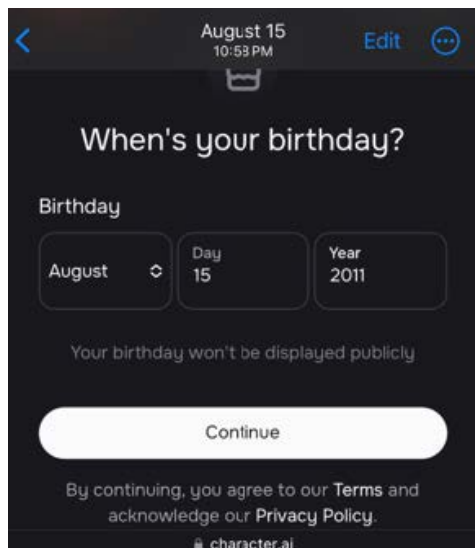 August 15
10:58 PM
Edit
When's your birthday?
Birthday
August
Day
15
Year
2011
Your birthday won't be displayed publicly
Continue
By continuing, you agree to our Terms and
acknowledge our Privacy Policy.
character.ai